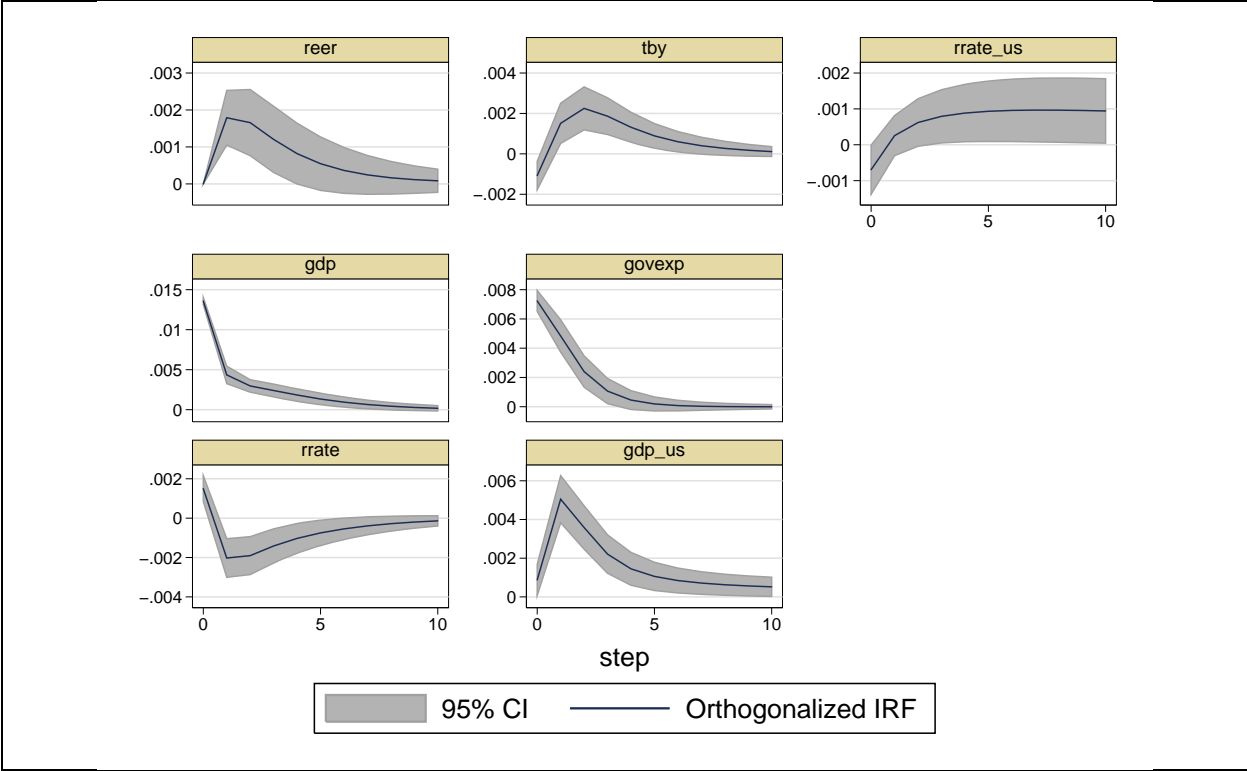 reer
.003
.002
.001
0
tby
.004
.002
0
−.002
rrate_us
.002
.001
0
−.001
0 5 10
gdp
.015
.01
.005
0
govexp
.008
.006
.004
.002
0
rrate
.002
0
−.002
−.004
0 5 10
gdp_us
.006
.004
.002
0
0 5 10
step
95% CI Orthogonalized IRF